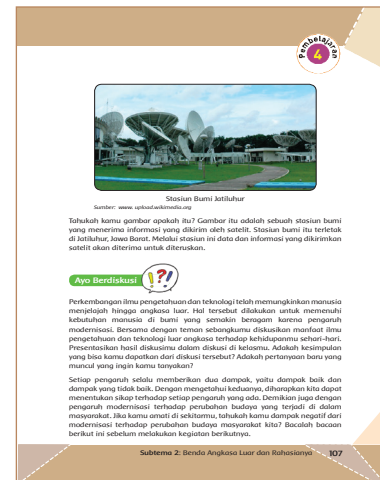 Pembelajaran
4
Stasiun Bumi Jatiluhur
Sumber: www. upload.wikimedia.org
Tahukah kamu gambar apakah itu? Gambar itu adalah sebuah stasiun bumi
yang menerima informasi yang dikirim oleh satelit. Stasiun bumi itu terletak
di Jatiluhur, Jawa Barat. Melalui stasiun ini data dan informasi yang dikirimkan
satelit akan diterima untuk diteruskan.
Ayo Berdiskusi
Perkembangan ilmu pengetahuan dan teknologi telah memungkinkan manusia
menjelajah hingga angkasa luar. Hal tersebut dilakukan untuk memenuhi
kebutuhan manusia di bumi yang semakin beragam karena pengaruh
modernisasi. Bersama dengan teman sebangkumu diskusikan manfaat ilmu
pengetahuan dan teknologi luar angkasa terhadap kehidupanmu sehari-hari.
Presentasikan hasil diskusimu dalam diskusi di kelasmu. Adakah kesimpulan
yang bisa kamu dapatkan dari diskusi tersebut? Adakah pertanyaan baru yang
muncul yang ingin kamu tanyakan?
Setiap pengaruh selalu memberikan dua dampak, yaitu dampak baik dan
dampak yang tidak baik. Dengan mengetahui keduanya, diharapkan kita dapat
menentukan sikap terhadap setiap pengaruh yang ada. Demikian juga dengan
pengaruh modernisasi terhadap perubahan budaya yang terjadi di dalam
masyarakat. Jika kamu amati di sekitarmu, tahukah kamu dampak negatif dari
modernisasi terhadap perubahan budaya masyarakat kita? Bacalah bacaan
berikut ini sebelum melakukan kegiatan berikutnya.
Subtema 2: Benda Angkasa Luar dan Rahasianya 107